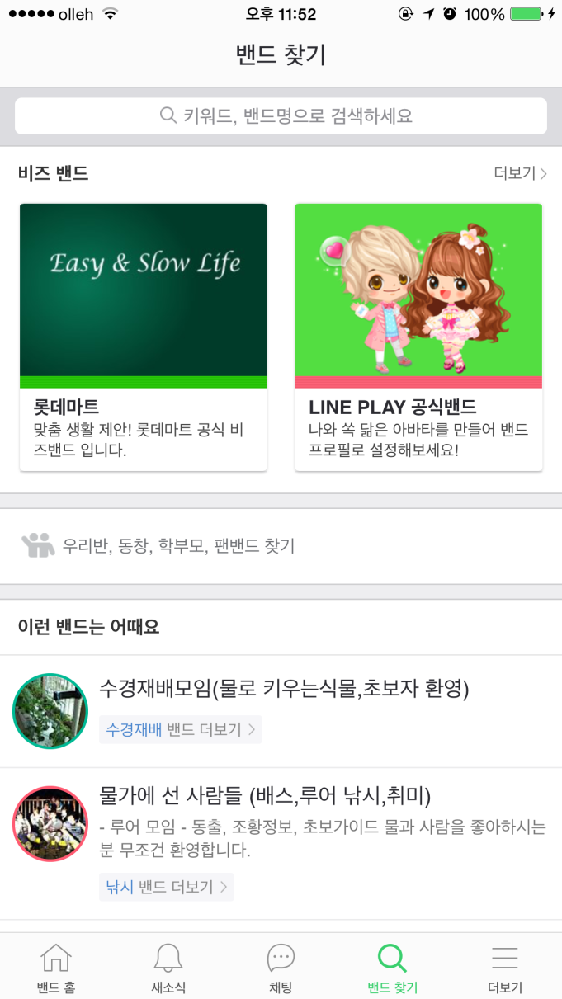 olleh 오후 11:52 100%
밴드 찾기
키워드, 밴드명으로 검색하세요
비즈 밴드 더보기
Easy & Slow Life
롯데마트
맞춤 생활 제안! 롯데마트 공식 비
즈밴드 입니다.
LINE PLAY 공식밴드
나와 쏙 닮은 아바타를 만들어 밴드
프로필로 설정해보세요!
우리반, 동창, 학부모, 팬밴드 찾기
이런 밴드는 어때요
수경재배모임(물로 키우는식물,초보자 환영)
수경재배 밴드 더보기
물가에 선 사람들 (배스,루어 낚시,취미)
- 루어 모임 - 동출, 조황정보, 초보가이드 물과 사람을 좋아하시는
분 무조건 환영합니다.
낚시 밴드 더보기
밴드 홈 새소식 채팅 밴드 찾기 더보기